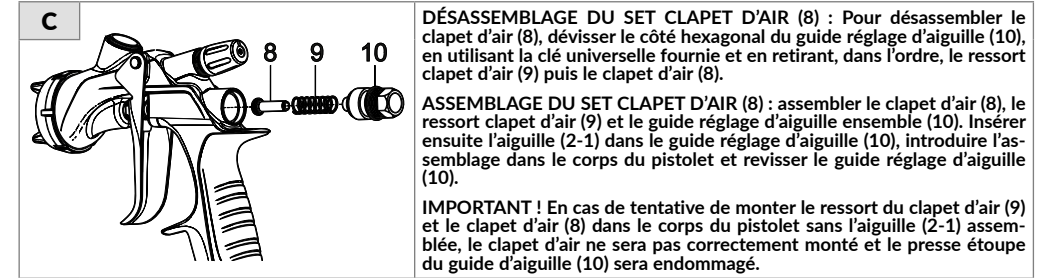 C
8 9 10
DÉSASSEMBLAGE DU SET CLAPET D'AIR (8) : Pour désassembler le
clapet d'air (8), dévisser le côté hexagonal du guide réglage d'aiguille (10),
en utilisant la clé universelle fournie et en retirant, dans l'ordre, le ressort
clapet d'air (9) puis le clapet d'air (8).
ASSEMBLAGE DU SET CLAPET D'AIR (8) : assembler le clapet d'air (8), le
ressort clapet d'air (9) et le guide réglage d'aiguille ensemble (10). Insérer
ensuite l'aiguille (2-1) dans le guide réglage d'aiguille (10), introduire l'as-
semblage dans le corps du pistolet et revisser le guide réglage d'aiguille
(10).
IMPORTANT ! En cas de tentative de monter le ressort du clapet d'air (9)
et le clapet d'air (8) dans le corps du pistolet sans l'aiguille (2-1) assem-
blée, le clapet d'air ne sera pas correctement monté et le presse étoupe
du guide d'aiguille (10) sera endommagé.